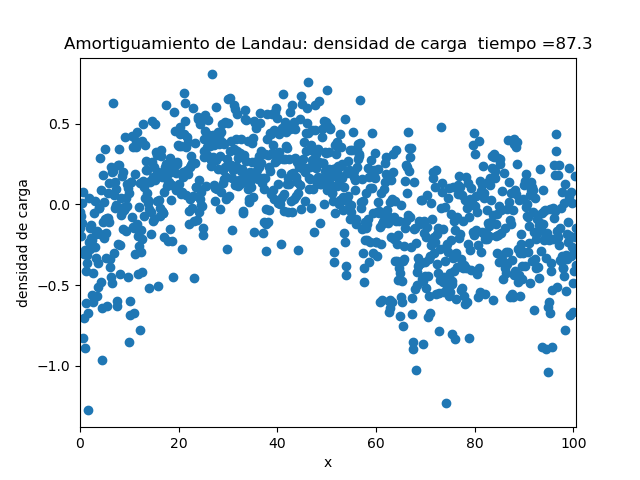 Amortiguamiento de Landau: densidad de carga  tiempo =87.3
densidad de carga
0.5
0.0
−0.5
−1.0
0 20 40 60 80 100
x